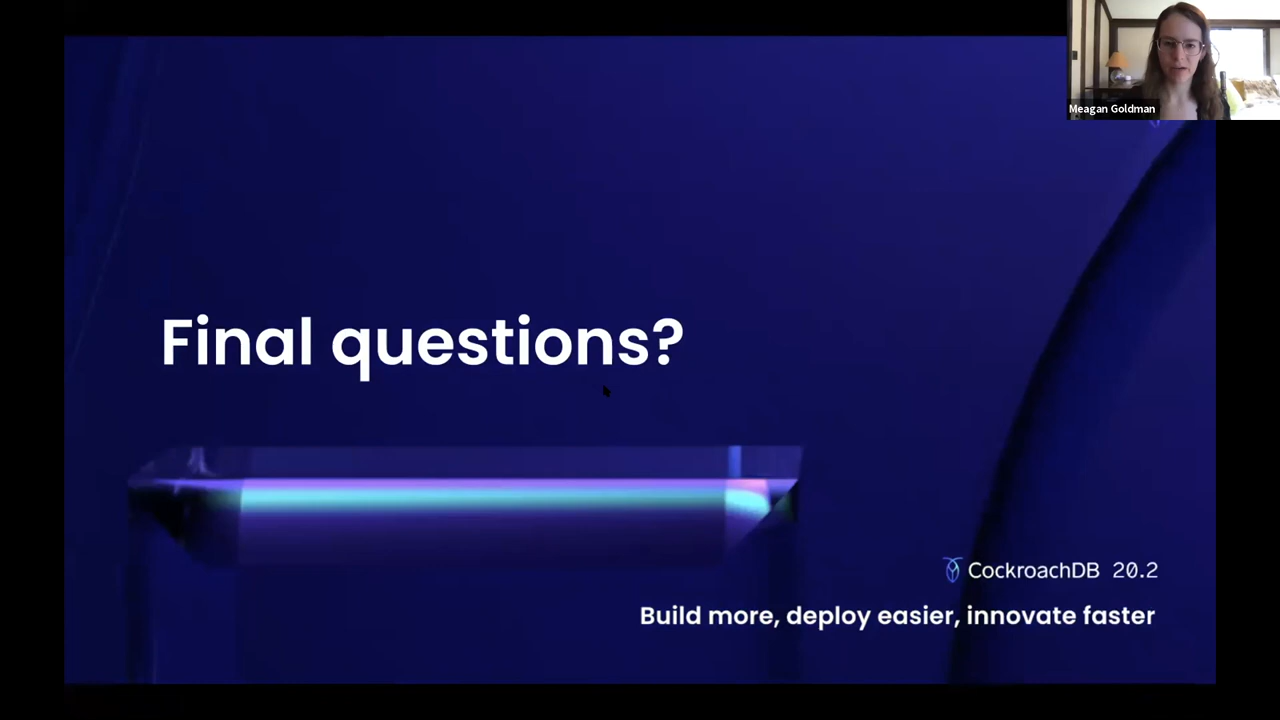 Meagan Goldman
Final questions?
CockroachDB 20.2
Build more, deploy easier, innovate faster